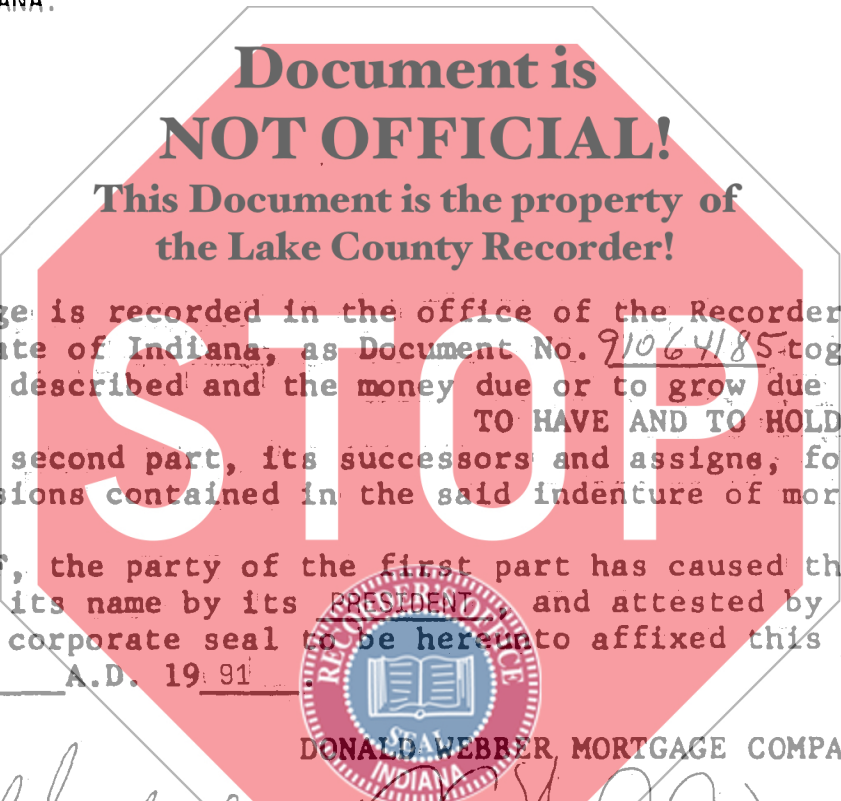 ANA.
Document is
NOT OFFICIAL!
This Document is the property of
the Lake County Recorder!
ge is recorded in the office of the Recorder
te of Indiana, as Document No. 91064185 tog
described and the money due or to grow due
TO HAVE AND TO HOLD
second part, its successors and assigns, fo
sions contained in the said indenture of mor
STOP
, the party of the first part has caused th
its name by its PRESIDENT, and attested by
corporate seal to be hereunto affixed this
A.D. 19 91.
RECORDER OFFICE
SEAL
INDIANA
DONALD WEBBER MORTGAGE COMPA